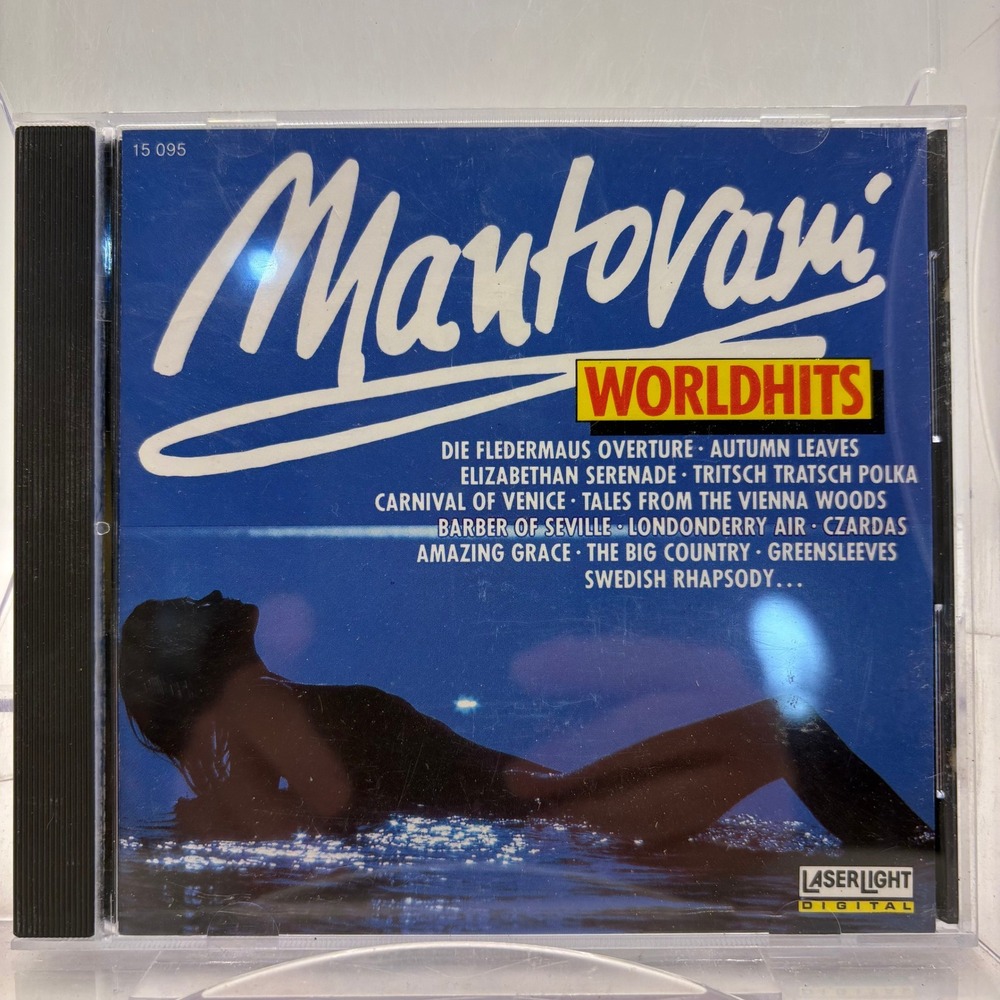 15 095
Mantovani
WORLDHITS
DIE FLEDERMAUS OVERTURE · AUTUMN LEAVES
ELIZABETHAN SERENADE · TRITSCH TRATSCH POLKA
CARNIVAL OF VENICE · TALES FROM THE VIENNA WOODS
BARBER OF SEVILLE · LONDONDERRY AIR · CZARDAS
AMAZING GRACE · THE BIG COUNTRY · GREENSLEEVES
SWEDISH RHAPSODY...
LASERLIGHT
DIGITAL